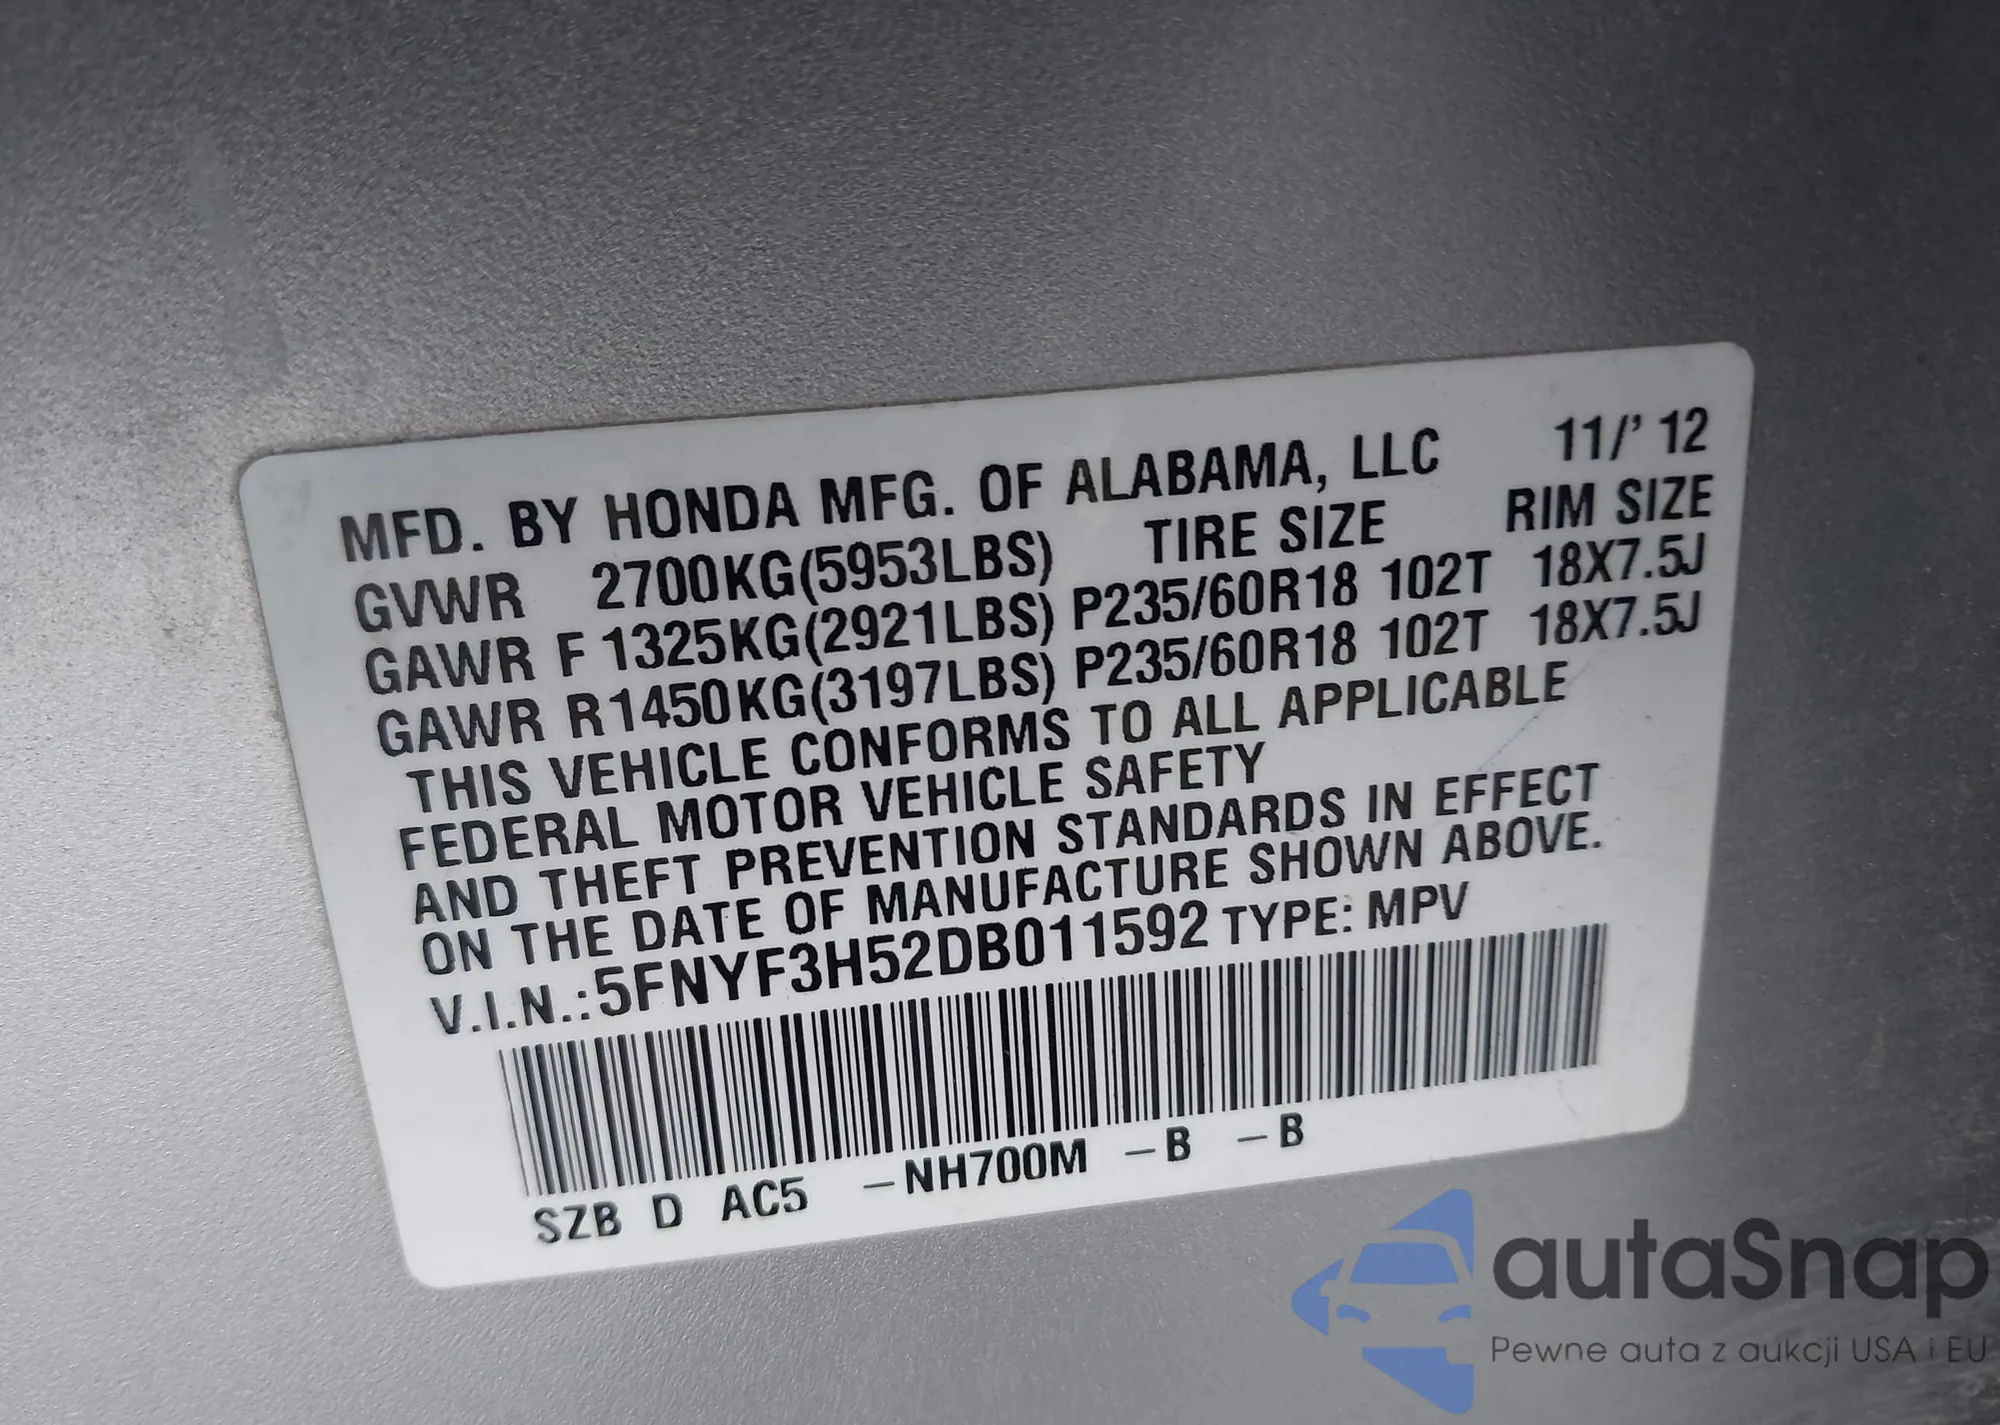 MFD. BY HONDA MFG. OF ALABAMA, LLC 11/' 12
GVWR 2700KG(5953LBS) TIRE SIZE RIM SIZE
GAWR F 1325KG(2921LBS) P235/60R18 102T 18X7.5J
GAWR R 1450KG(3197LBS) P235/60R18 102T 18X7.5J
THIS VEHICLE CONFORMS TO ALL APPLICABLE
FEDERAL MOTOR VEHICLE SAFETY
AND THEFT PREVENTION STANDARDS IN EFFECT
ON THE DATE OF MANUFACTURE SHOWN ABOVE.
V.I.N.:5FNYF3H52DB011592 TYPE: MPV
SZB D AC5 –NH700M –B –B
autaSnap
Pewne auta z aukcji USA i EU